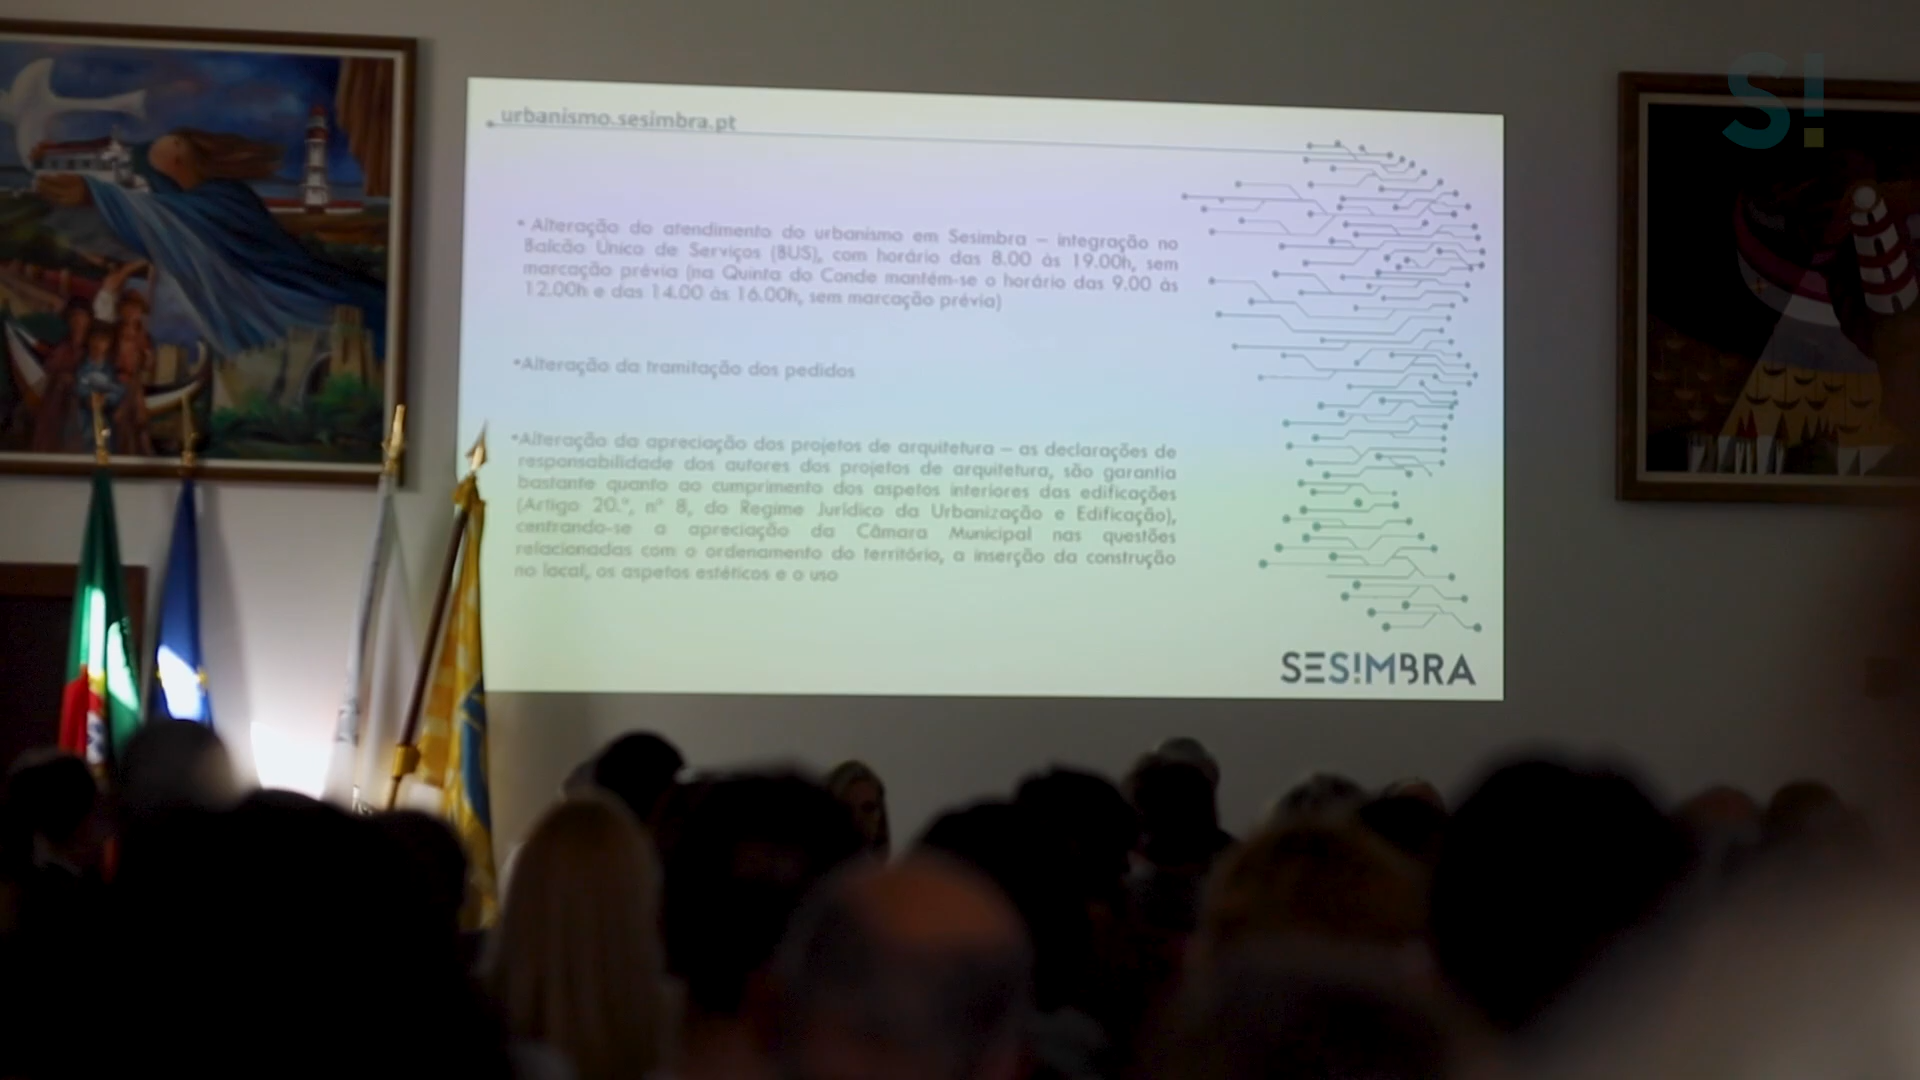 S!
urbanismo.sesimbra.pt
• Alteração do atendimento do urbanismo em Sesimbra – integração no
Balcão Único de Serviços (BUS), com horário das 8.00 às 19.00h, sem
marcação prévia (na Quinta do Conde mantém-se o horário das 9.00 às
12.00h e das 14.00 às 16.00h, sem marcação prévia)
•Alteração da tramitação dos pedidos
•Alteração da apreciação dos projetos de arquitetura – as declarações de
responsabilidade dos autores dos projetos de arquitetura, são garantia
bastante quanto ao cumprimento dos aspetos interiores das edificações
(Artigo 20.º, nº 8, do Regime Jurídico da Urbanização e Edificação),
centrando-se a apreciação da Câmara Municipal nas questões
relacionadas com o ordenamento do território, a inserção da construção
no local, os aspetos estéticos e o uso
SES!MBRA